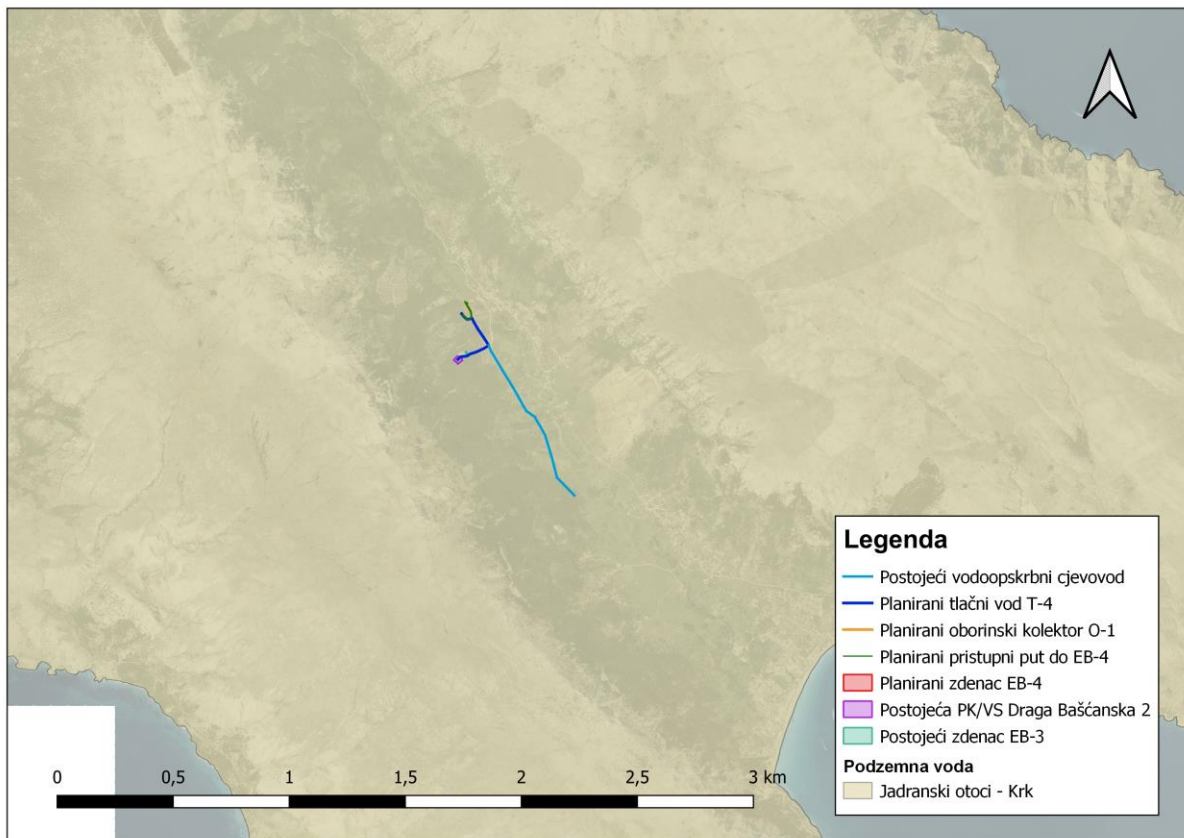 Legenda
Postojeći vodoopskrbni cjevovod
Planirani tlačni vod T-4
Planirani oborinski kolektor O-1
Planirani pristupni put do EB-4
Planirani zdenac EB-4
Postojeća PK/VS Draga Bašćanska 2
Postojeći zdenac EB-3
Podzemna voda
Jadranski otoci - Krk
0 0,5 1 1,5 2 2,5 3 km